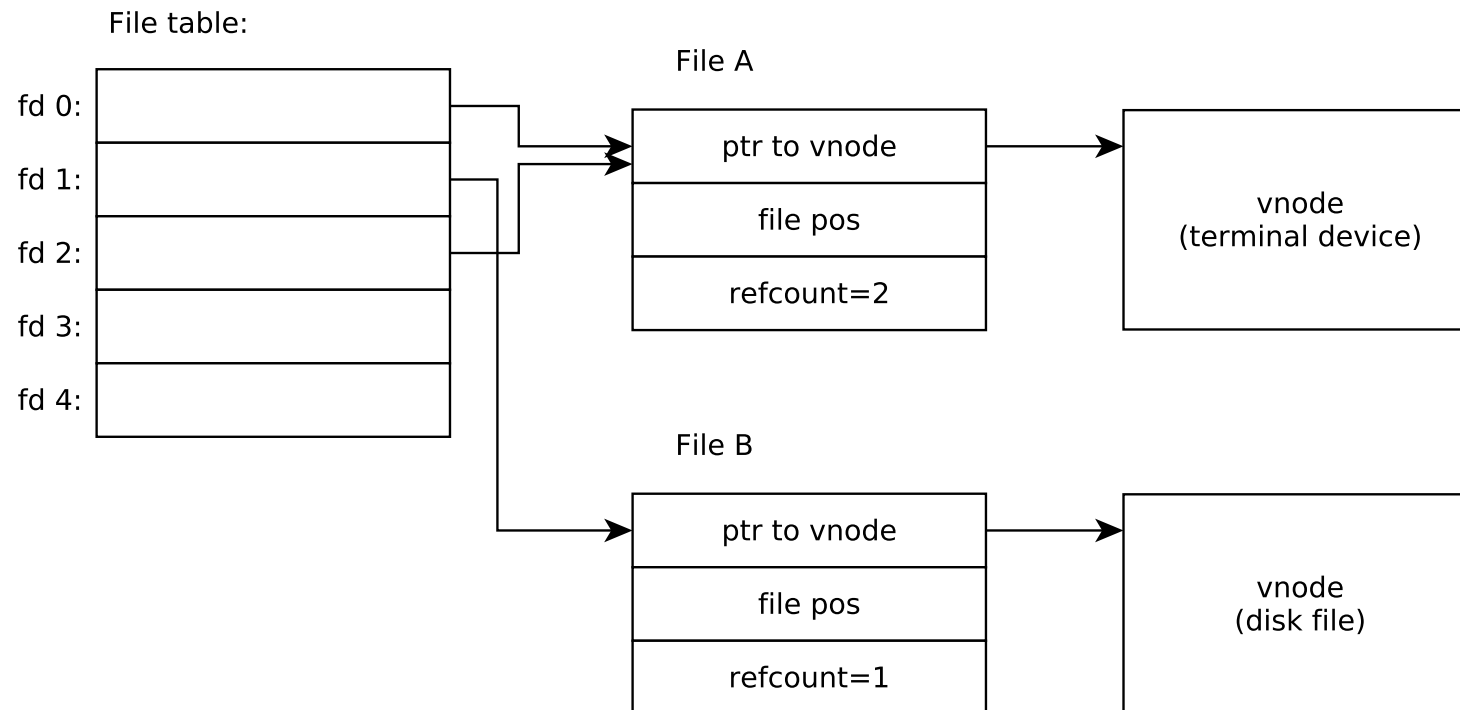 File table:
fd 0:
fd 1:
fd 2:
fd 3:
fd 4:
File A
ptr to vnode
file pos
refcount=2
vnode
(terminal device)
File B
ptr to vnode
file pos
refcount=1
vnode
(disk file)